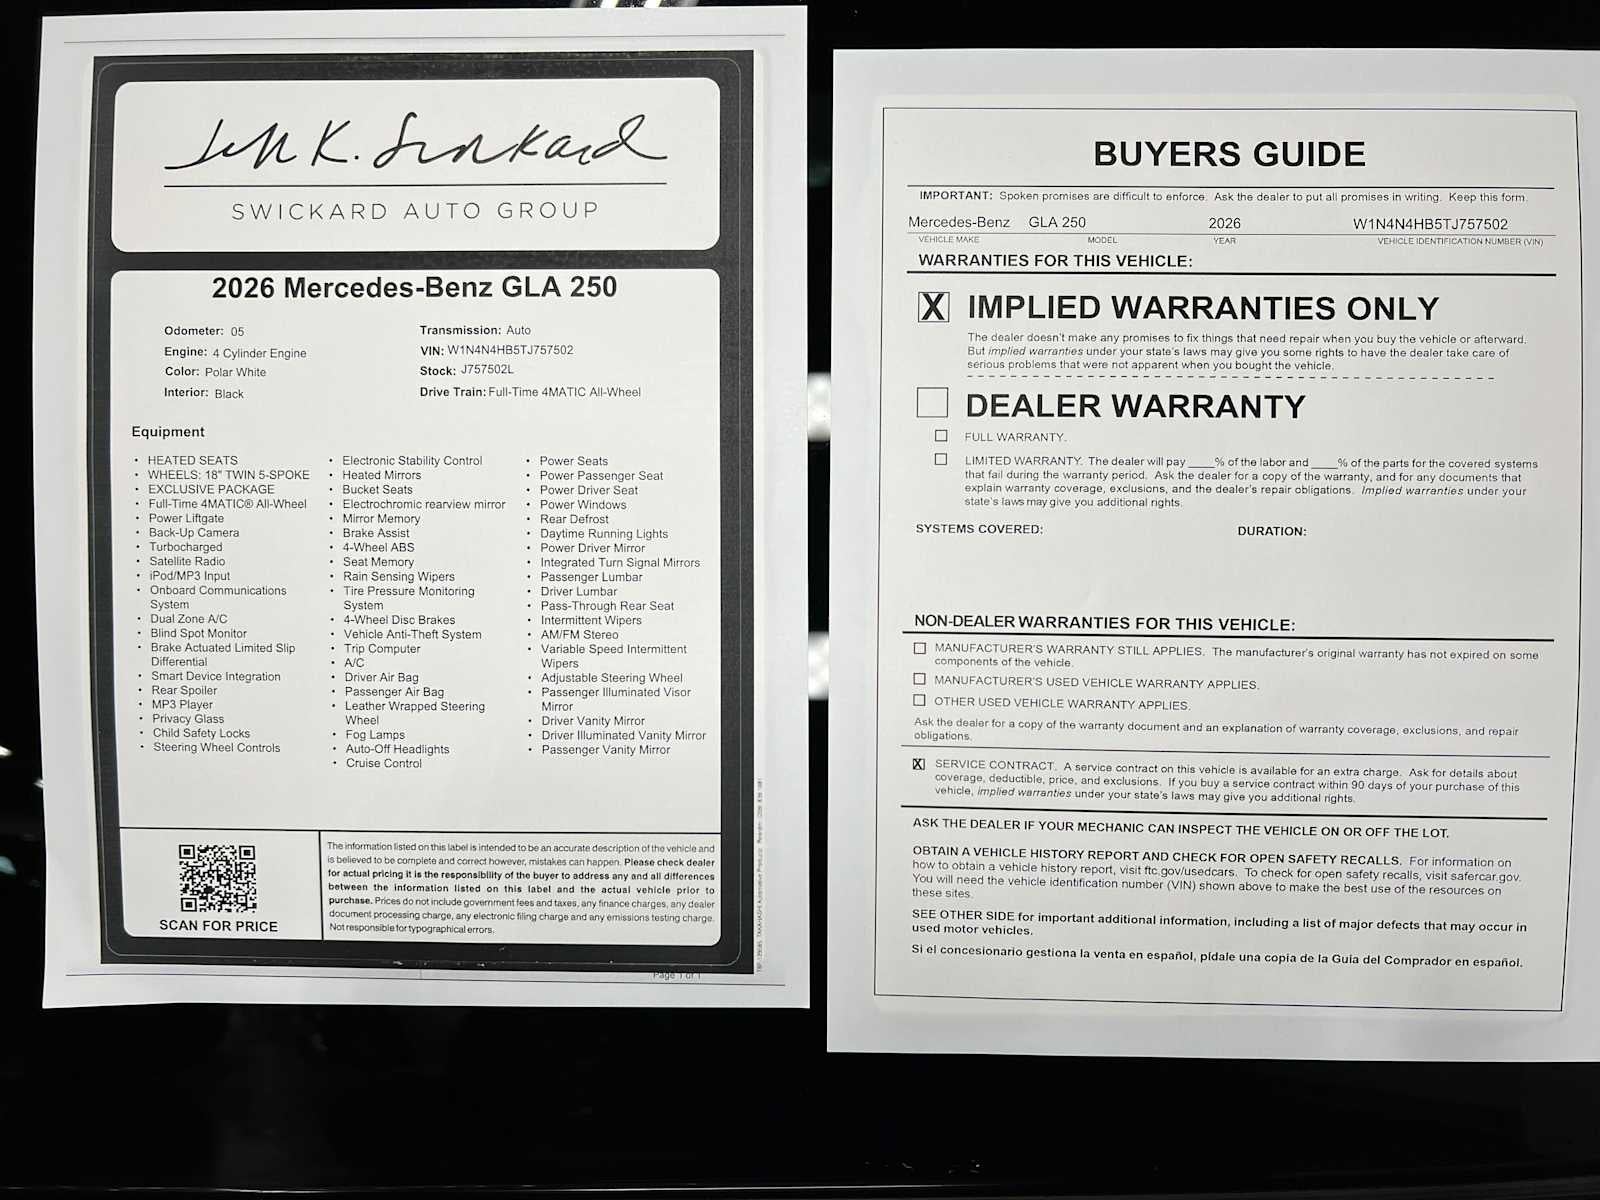 Jeff K. Swickard
SWICKARD AUTO GROUP
2026 Mercedes-Benz GLA 250
Odometer: 05
Engine: 4 Cylinder Engine
Color: Polar White
Interior: Black
Transmission: Auto
VIN: W1N4N4HB5TJ757502
Stock: J757502L
Drive Train: Full-Time 4MATIC All-Wheel
Equipment
• HEATED SEATS
• WHEELS: 18" TWIN 5-SPOKE
• EXCLUSIVE PACKAGE
• Full-Time 4MATIC® All-Wheel
• Power Liftgate
• Back-Up Camera
• Turbocharged
• Satellite Radio
• iPod/MP3 Input
• Onboard Communications
System
• Dual Zone A/C
• Blind Spot Monitor
• Brake Actuated Limited Slip
Differential
• Smart Device Integration
• Rear Spoiler
• MP3 Player
• Privacy Glass
• Child Safety Locks
• Steering Wheel Controls
• Electronic Stability Control
• Heated Mirrors
• Bucket Seats
• Electrochromic rearview mirror
• Mirror Memory
• Brake Assist
• 4-Wheel ABS
• Seat Memory
• Rain Sensing Wipers
• Tire Pressure Monitoring
System
• 4-Wheel Disc Brakes
• Vehicle Anti-Theft System
• Trip Computer
• A/C
• Driver Air Bag
• Passenger Air Bag
• Leather Wrapped Steering
Wheel
• Fog Lamps
• Auto-Off Headlights
• Cruise Control
• Power Seats
• Power Passenger Seat
• Power Driver Seat
• Power Windows
• Rear Defrost
• Daytime Running Lights
• Power Driver Mirror
• Integrated Turn Signal Mirrors
• Passenger Lumbar
• Driver Lumbar
• Pass-Through Rear Seat
• Intermittent Wipers
• AM/FM Stereo
• Variable Speed Intermittent
Wipers
• Adjustable Steering Wheel
• Passenger Illuminated Visor
Mirror
• Driver Vanity Mirror
• Driver Illuminated Vanity Mirror
• Passenger Vanity Mirror
SCAN FOR PRICE
The information listed on this label is intended to be an accurate description of the vehicle and
is believed to be complete and correct however, mistakes can happen. Please check dealer
for actual pricing it is the responsibility of the buyer to address any and all differences
between the information listed on this label and the actual vehicle prior to
purchase. Prices do not include government fees and taxes, any finance charges, any dealer
document processing charge, any electronic filing charge and any emissions testing charge.
Not responsible for typographical errors.
Page 1 of 1
BUYERS GUIDE
IMPORTANT: Spoken promises are difficult to enforce. Ask the dealer to put all promises in writing. Keep this form.
Mercedes-Benz GLA 250 2026 W1N4N4HB5TJ757502
VEHICLE MAKE MODEL YEAR VEHICLE IDENTIFICATION NUMBER (VIN)
WARRANTIES FOR THIS VEHICLE:
X IMPLIED WARRANTIES ONLY
The dealer doesn't make any promises to fix things that need repair when you buy the vehicle or afterward.
But implied warranties under your state's laws may give you some rights to have the dealer take care of
serious problems that were not apparent when you bought the vehicle.
DEALER WARRANTY
FULL WARRANTY.
LIMITED WARRANTY. The dealer will pay ____% of the labor and ____% of the parts for the covered systems
that fail during the warranty period. Ask the dealer for a copy of the warranty, and for any documents that
explain warranty coverage, exclusions, and the dealer's repair obligations. Implied warranties under your
state's laws may give you additional rights.
SYSTEMS COVERED: DURATION:
NON-DEALER WARRANTIES FOR THIS VEHICLE:
MANUFACTURER'S WARRANTY STILL APPLIES. The manufacturer's original warranty has not expired on some
components of the vehicle.
MANUFACTURER'S USED VEHICLE WARRANTY APPLIES.
OTHER USED VEHICLE WARRANTY APPLIES.
Ask the dealer for a copy of the warranty document and an explanation of warranty coverage, exclusions, and repair
obligations.
X SERVICE CONTRACT. A service contract on this vehicle is available for an extra charge. Ask for details about
coverage, deductible, price, and exclusions. If you buy a service contract within 90 days of your purchase of this
vehicle, implied warranties under your state's laws may give you additional rights.
ASK THE DEALER IF YOUR MECHANIC CAN INSPECT THE VEHICLE ON OR OFF THE LOT.
OBTAIN A VEHICLE HISTORY REPORT AND CHECK FOR OPEN SAFETY RECALLS. For information on
how to obtain a vehicle history report, visit ftc.gov/usedcars. To check for open safety recalls, visit safercar.gov.
You will need the vehicle identification number (VIN) shown above to make the best use of the resources on
these sites.
SEE OTHER SIDE for important additional information, including a list of major defects that may occur in
used motor vehicles.
Si el concesionario gestiona la venta en español, pídale una copia de la Guía del Comprador en español.